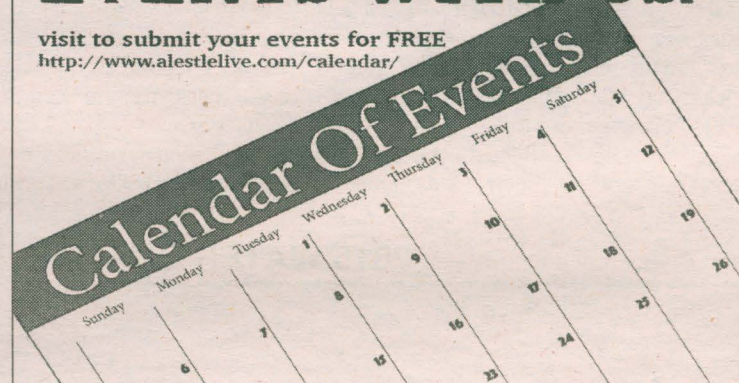 EVENTS WITH
visit to submit your events for FREE
http://www.alestlelive.com/calendar/
Calendar Of Events
Sunday Monday Tuesday Wednesday Thursday Friday Saturday
1 2 3 4 5
6 7 8 9 10 11 12
15 16 17 18 19
23 24 25 26